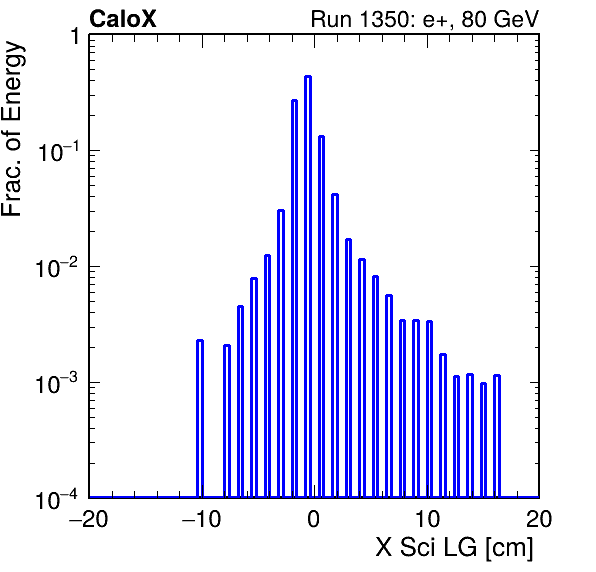 CaloX Run 1350: e+, 80 GeV
Frac. of Energy
1
10⁻¹
10⁻²
10⁻³
10⁻⁴
−20 −10 0 10 20
X Sci LG [cm]